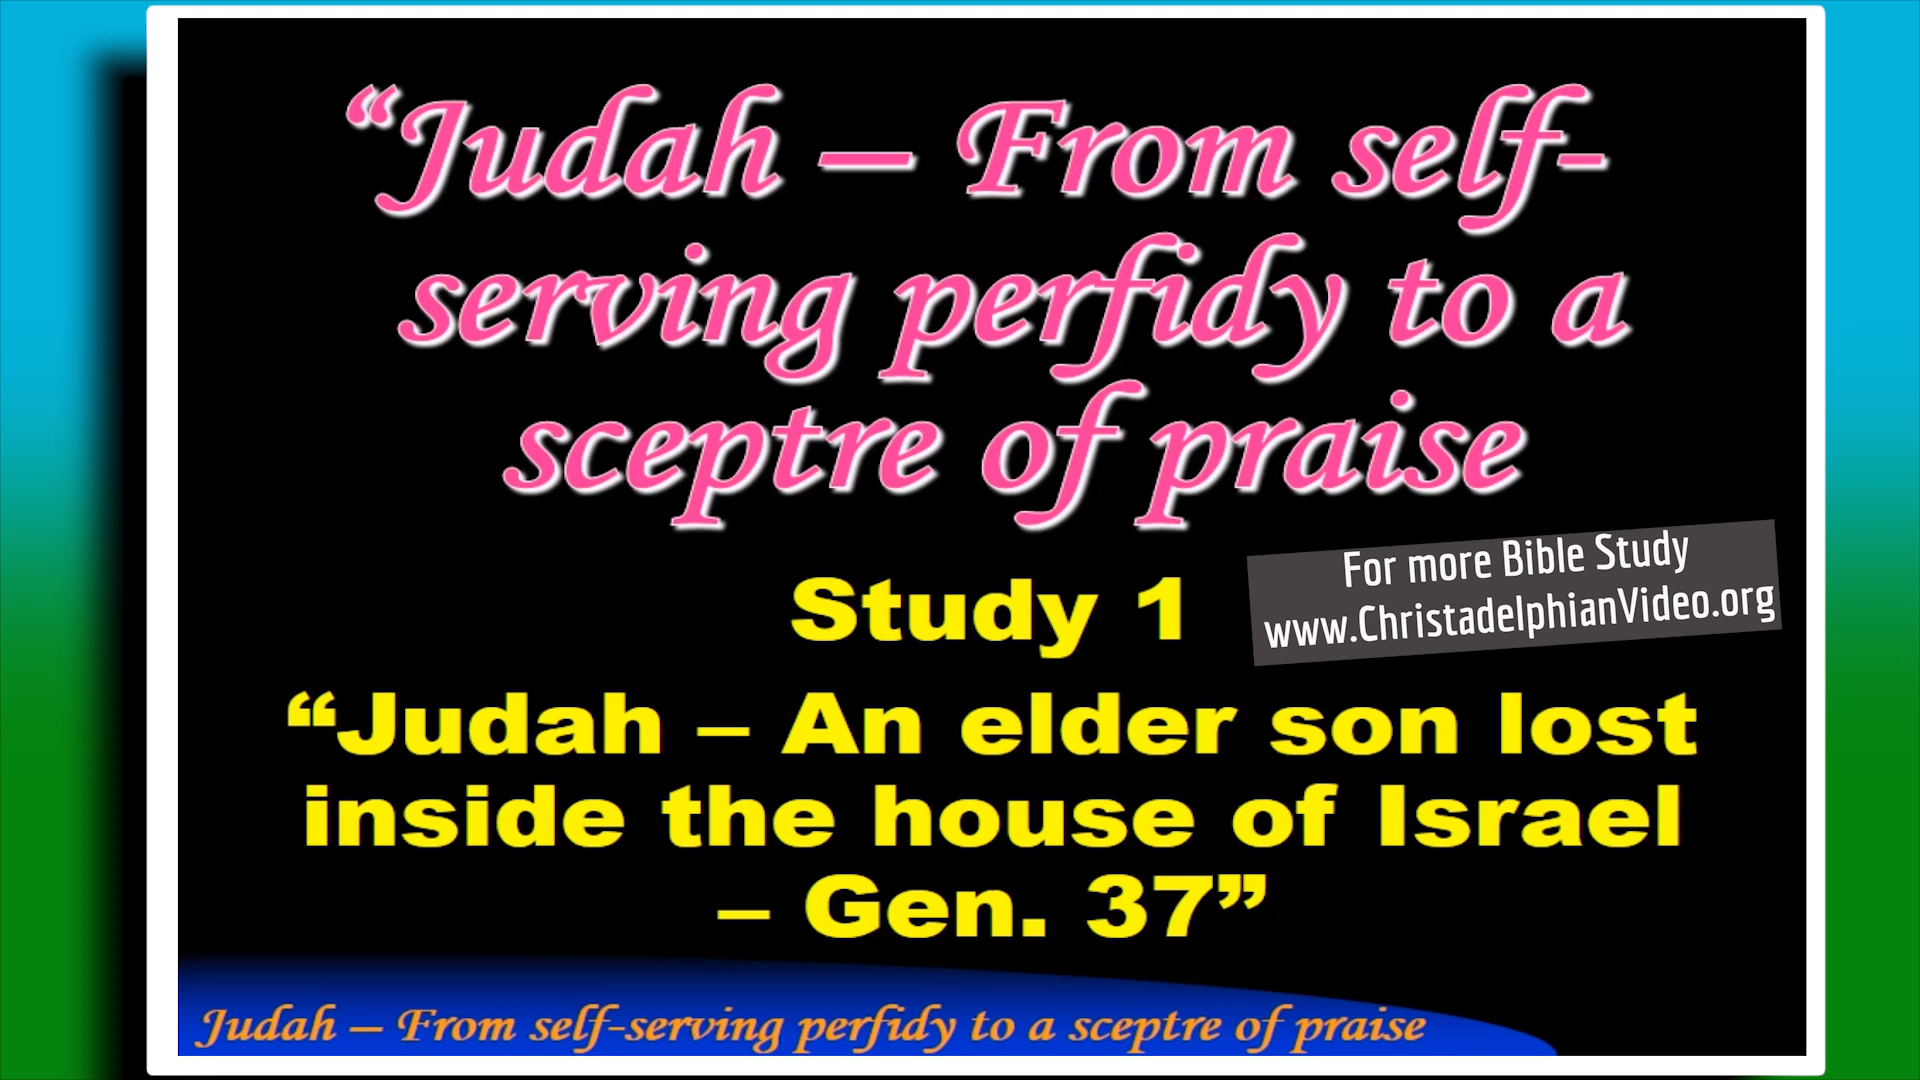 “Judah – From self-
serving perfidy to a
sceptre of praise
For more Bible Study
www.ChristadelphianVideo.org
Study 1
“Judah – An elder son lost
inside the house of Israel
– Gen. 37”
Judah – From self-serving perfidy to a sceptre of praise